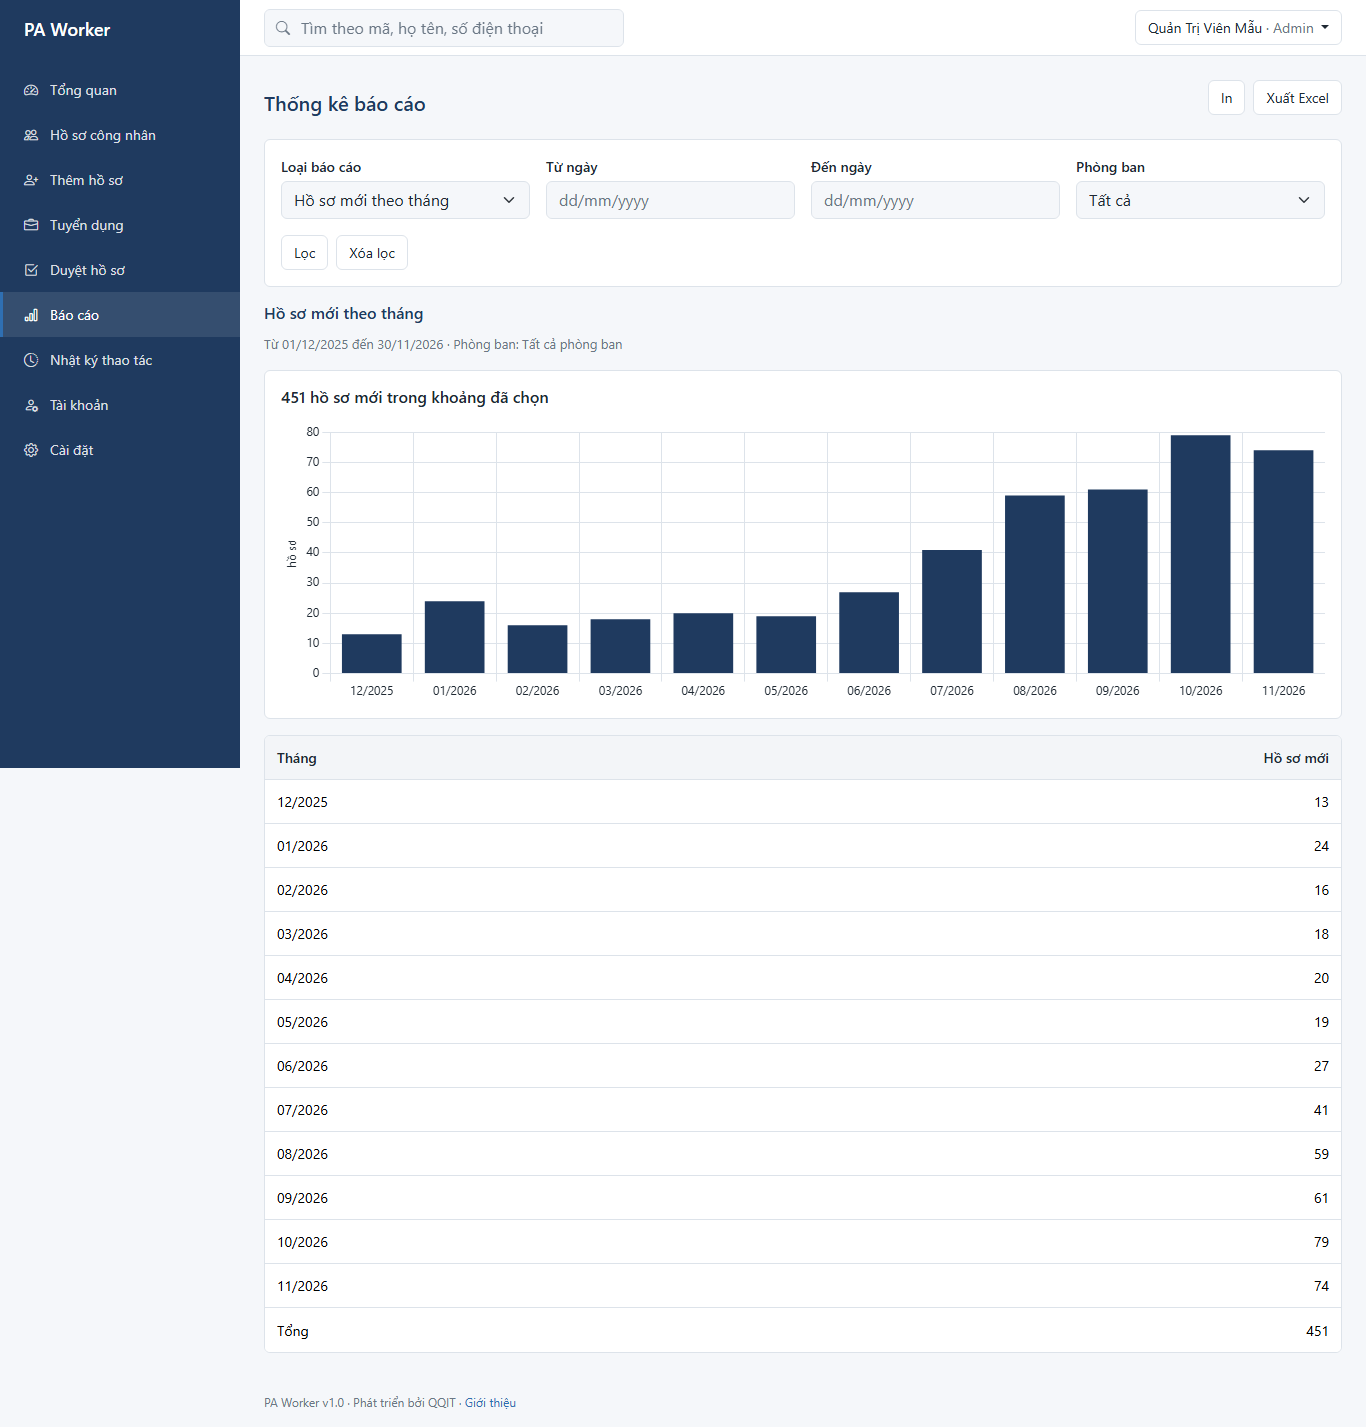 PA Worker
Tìm theo mã, họ tên, số điện thoại
Quản Trị Viên Mẫu · Admin
Tổng quan
Hồ sơ công nhân
Thêm hồ sơ
Tuyển dụng
Duyệt hồ sơ
Báo cáo
Nhật ký thao tác
Tài khoản
Cài đặt
Thống kê báo cáo
In
Xuất Excel
Loại báo cáo
Từ ngày
Đến ngày
Phòng ban
Hồ sơ mới theo tháng
dd/mm/yyyy
dd/mm/yyyy
Tất cả
Lọc
Xóa lọc
Hồ sơ mới theo tháng
Từ 01/12/2025 đến 30/11/2026 · Phòng ban: Tất cả phòng ban
451 hồ sơ mới trong khoảng đã chọn
80
70
60
50
40
30
20
10
0
hồ sơ
12/2025 01/2026 02/2026 03/2026 04/2026 05/2026 06/2026 07/2026 08/2026 09/2026 10/2026 11/2026
Tháng Hồ sơ mới
12/2025 13
01/2026 24
02/2026 16
03/2026 18
04/2026 20
05/2026 19
06/2026 27
07/2026 41
08/2026 59
09/2026 61
10/2026 79
11/2026 74
Tổng 451
PA Worker v1.0 · Phát triển bởi QQIT · Giới thiệu